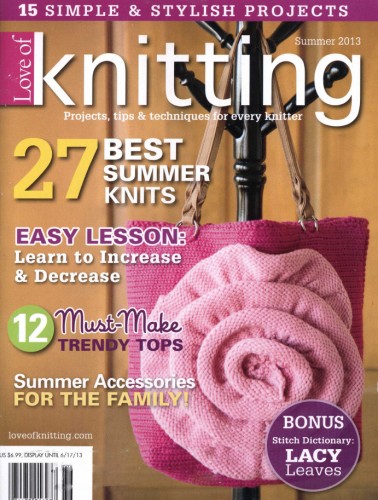 15 SIMPLE & STYLISH PROJECTS
Love of
knitting
Summer 2013
Projects, tips & techniques for every knitter
27 BEST
SUMMER
KNITS
EASY LESSON:
Learn to Increase
& Decrease
12 Must-Make
TRENDY TOPS
Summer Accessories
FOR THE FAMILY!
loveofknitting.com
US $6.99, DISPLAY UNTIL 6/17/13
BONUS
Stitch Dictionary:
LACY
Leaves